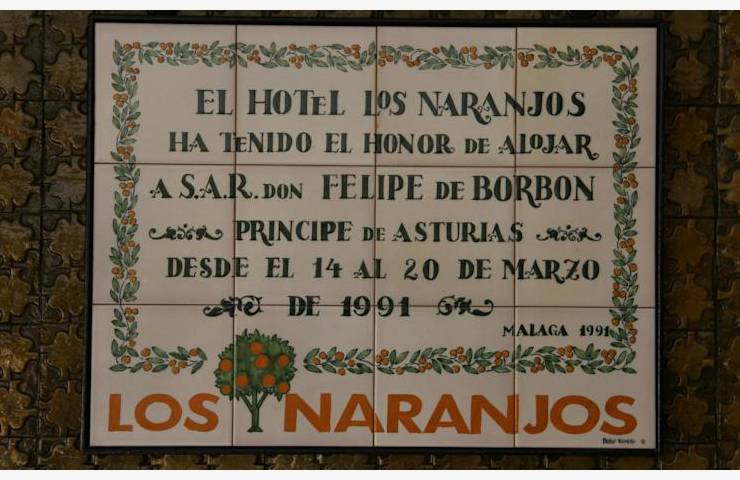 EL HOTEL LOS NARANJOS
HA TENIDO EL HONOR DE ALOJAR
A S.A.R. DON FELIPE DE BORBON
PRINCIPE DE ASTURIAS
DESDE EL 14 AL 20 DE MARZO
DE 1991
MALAGA 1991
LOS NARANJOS